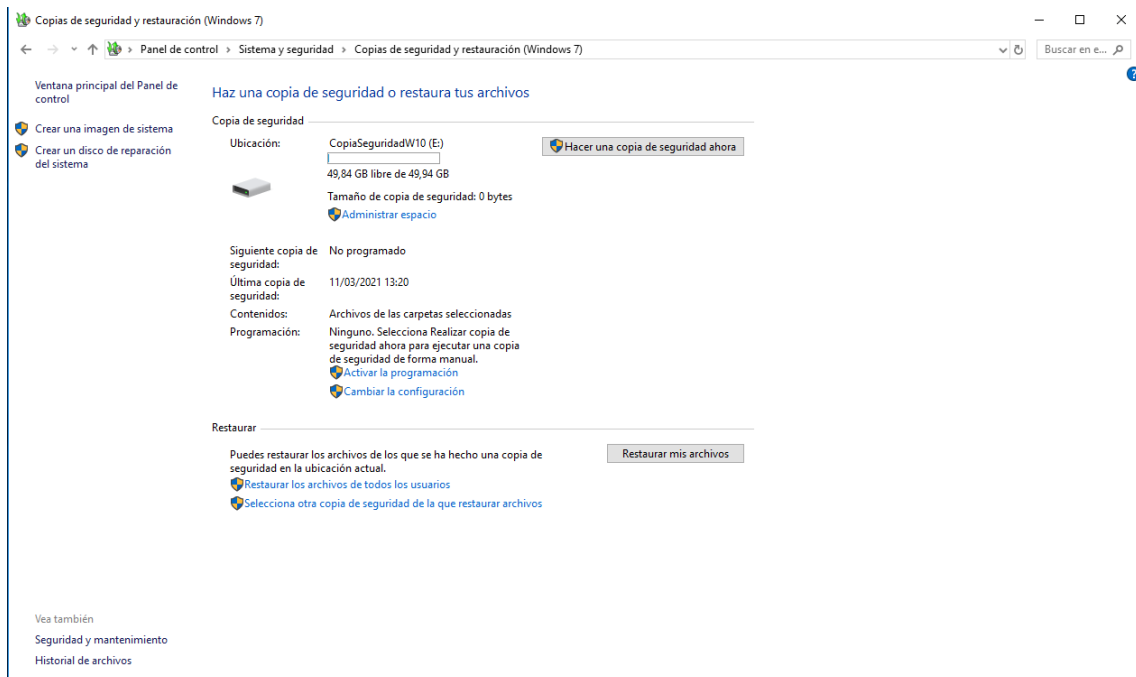 Copias de seguridad y restauración (Windows 7)
Panel de control > Sistema y seguridad > Copias de seguridad y restauración (Windows 7)
Buscar en e...
Ventana principal del Panel de
control
Crear una imagen de sistema
Crear un disco de reparación
del sistema
Haz una copia de seguridad o restaura tus archivos
Copia de seguridad
Ubicación:
CopiaSeguridadW10 (E:)
Hacer una copia de seguridad ahora
49,84 GB libre de 49,94 GB
Tamaño de copia de seguridad: 0 bytes
Administrar espacio
Siguiente copia de
seguridad:
No programado
Última copia de
seguridad:
11/03/2021 13:20
Contenidos:
Archivos de las carpetas seleccionadas
Programación:
Ninguno. Selecciona Realizar copia de
seguridad ahora para ejecutar una copia
de seguridad de forma manual.
Activar la programación
Cambiar la configuración
Restaurar
Puedes restaurar los archivos de los que se ha hecho una copia de
seguridad en la ubicación actual.
Restaurar mis archivos
Restaurar los archivos de todos los usuarios
Selecciona otra copia de seguridad de la que restaurar archivos
Vea también
Seguridad y mantenimiento
Historial de archivos